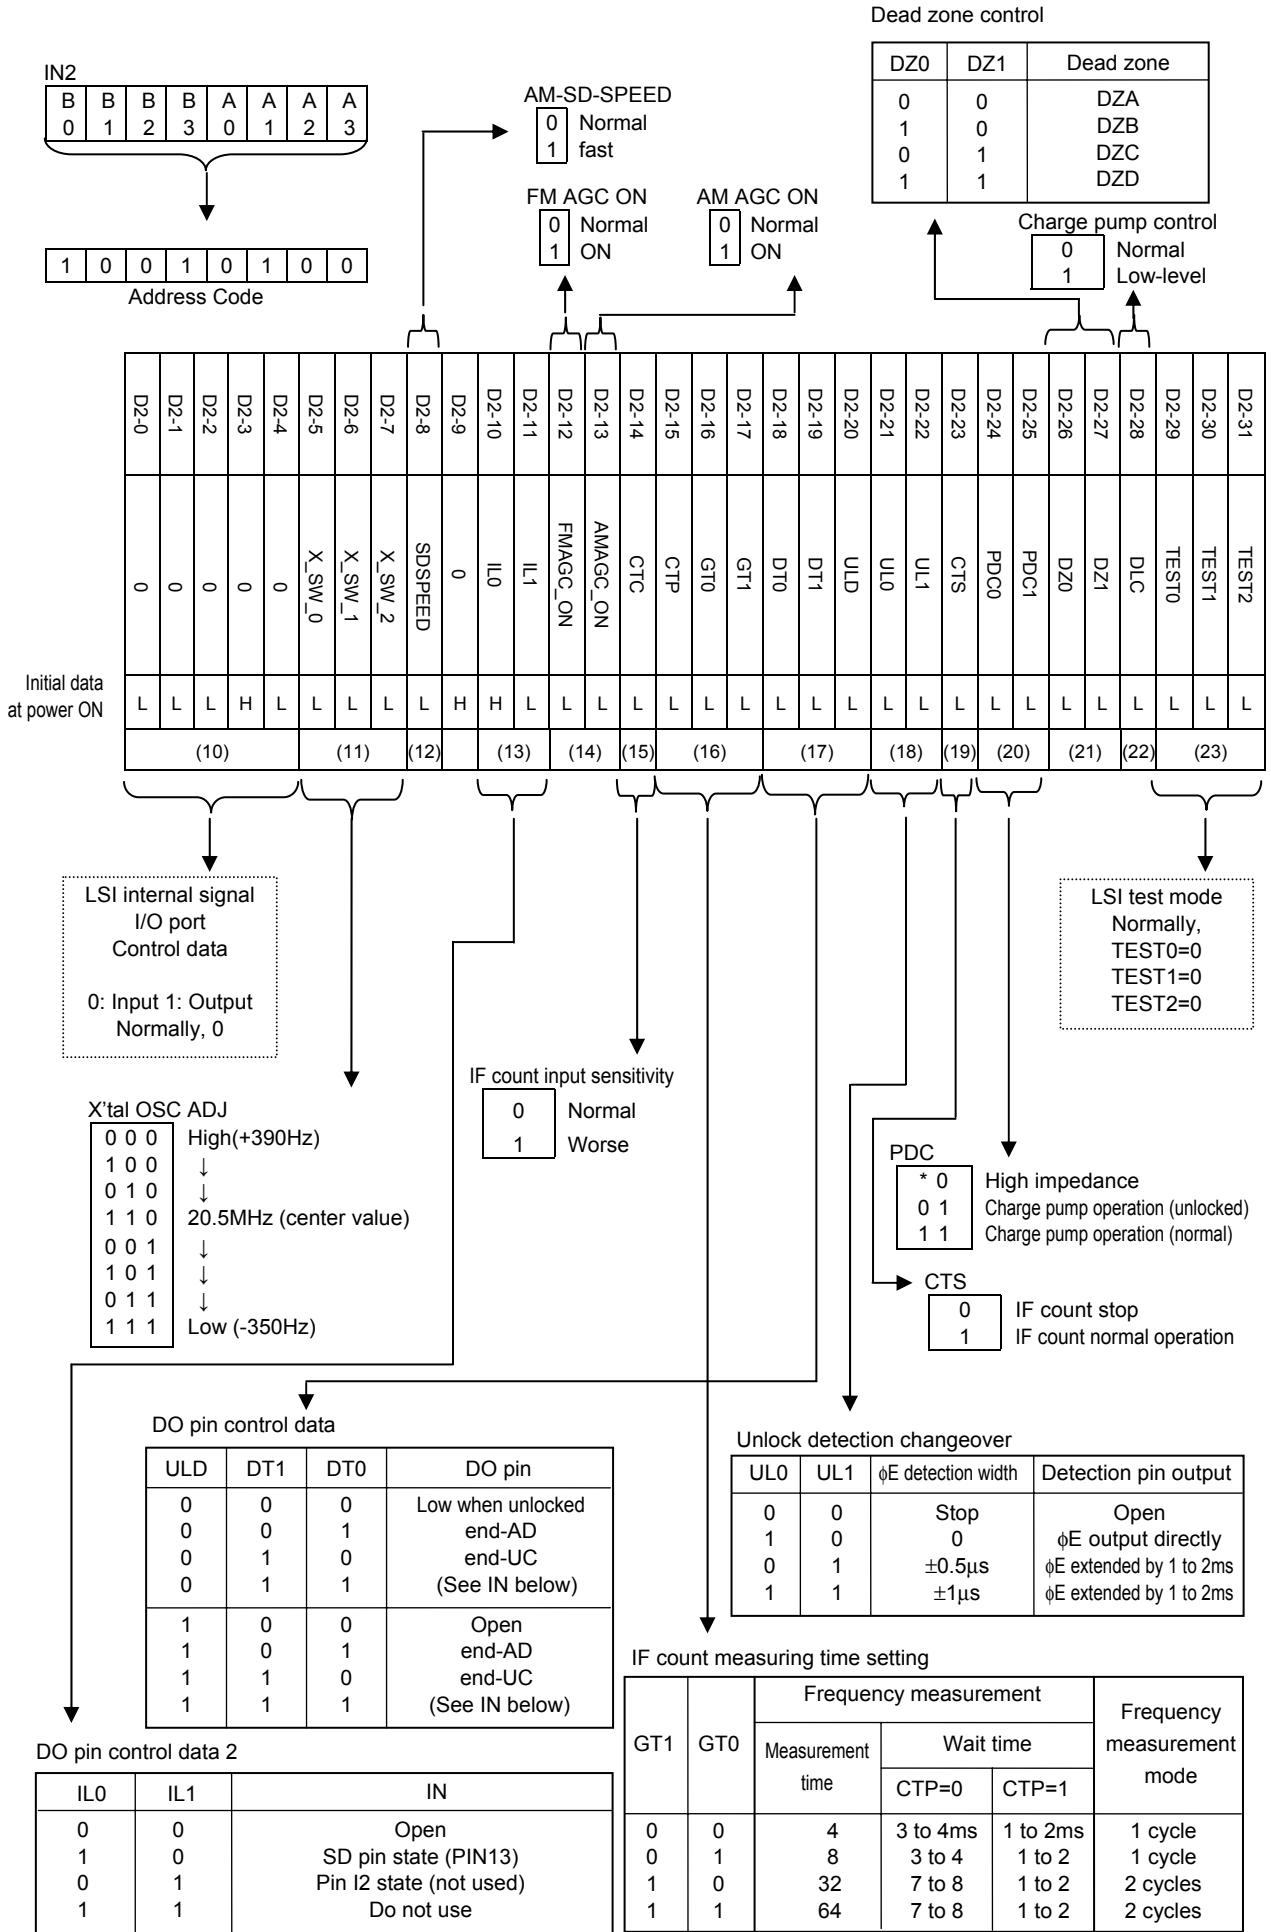 Dead zone control
DZ0 DZ1 Dead zone
0 0 DZA
1 0 DZB
0 1 DZC
1 1 DZD
IN2
B B B B A A A A
0 1 2 3 0 1 2 3
1 0 0 1 0 1 0 0
Address Code
AM-SD-SPEED
0 Normal
1 fast
FM AGC ON
0 Normal
1 ON
AM AGC ON
0 Normal
1 ON
Charge pump control
0 Normal
1 Low-level
D2-0 D2-1 D2-2 D2-3 D2-4 D2-5 D2-6 D2-7 D2-8 D2-9 D2-10 D2-11 D2-12 D2-13 D2-14 D2-15 D2-16 D2-17 D2-18 D2-19 D2-20 D2-21 D2-22 D2-23 D2-24 D2-25 D2-26 D2-27 D2-28 D2-29 D2-30 D2-31
0 0 0 0 0 X_SW_0 X_SW_1 X_SW_2 SDSPEED 0 IL0 IL1 FMAGC_ON AMAGC_ON CTC CTP GT0 GT1 DT0 DT1 ULD UL0 UL1 CTS PDC0 PDC1 DZ0 DZ1 DLC TEST0 TEST1 TEST2
Initial data
at power ON
L L L H L L L L L H H L L L L L L L L L L L L L L L L L L L L L
(10) (11) (12) (13) (14) (15) (16) (17) (18) (19) (20) (21) (22) (23)
LSI internal signal
I/O port
Control data
0: Input 1: Output
Normally, 0
LSI test mode
Normally,
TEST0=0
TEST1=0
TEST2=0
IF count input sensitivity
0 Normal
1 Worse
X'tal OSC ADJ
0 0 0 High(+390Hz)
1 0 0 ↓
0 1 0 ↓
1 1 0 20.5MHz (center value)
0 0 1 ↓
1 0 1 ↓
0 1 1 ↓
1 1 1 Low (-350Hz)
PDC
* 0 High impedance
0 1 Charge pump operation (unlocked)
1 1 Charge pump operation (normal)
CTS
0 IF count stop
1 IF count normal operation
DO pin control data
ULD DT1 DT0 DO pin
0 0 0 Low when unlocked
0 0 1 end-AD
0 1 0 end-UC
0 1 1 (See IN below)
1 0 0 Open
1 0 1 end-AD
1 1 0 end-UC
1 1 1 (See IN below)
Unlock detection changeover
UL0 UL1 ϕE detection width Detection pin output
0 0 Stop Open
1 0 0 ϕE output directly
0 1 ±0.5μs ϕE extended by 1 to 2ms
1 1 ±1μs ϕE extended by 1 to 2ms
DO pin control data 2
IL0 IL1 IN
0 0 Open
1 0 SD pin state (PIN13)
0 1 Pin I2 state (not used)
1 1 Do not use
IF count measuring time setting
GT1 GT0 Frequency measurement Frequency measurement mode
Measurement time Wait time
CTP=0 CTP=1
0 0 4 3 to 4ms 1 to 2ms 1 cycle
0 1 8 3 to 4 1 to 2 1 cycle
1 0 32 7 to 8 1 to 2 2 cycles
1 1 64 7 to 8 1 to 2 2 cycles